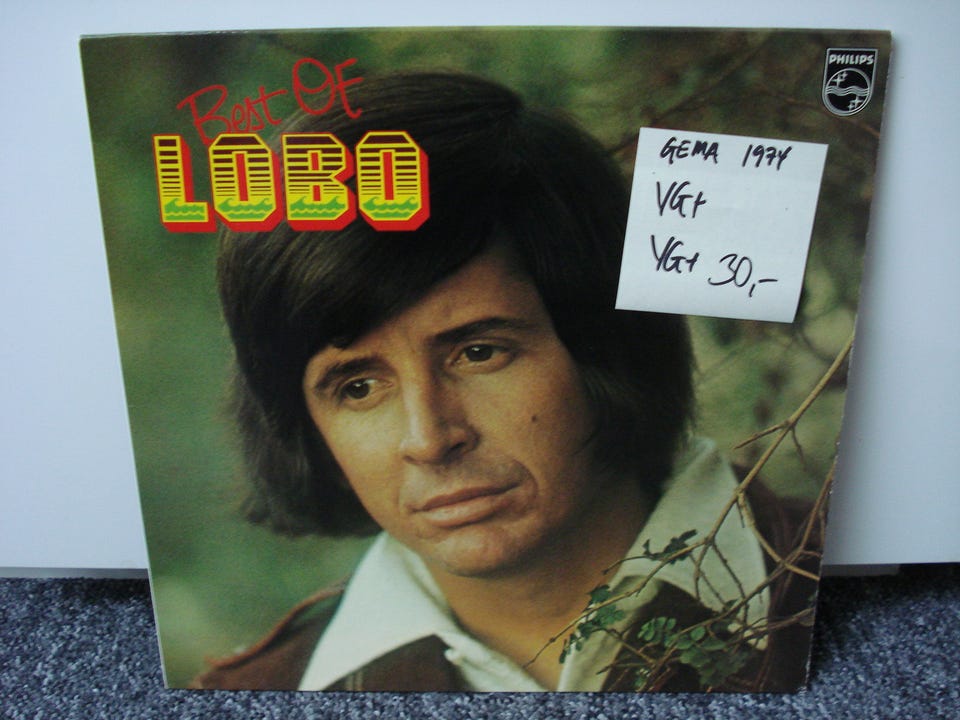 Best OF
LOBO
PHILIPS
GEMA 1974
VG+
VG+ 30,-